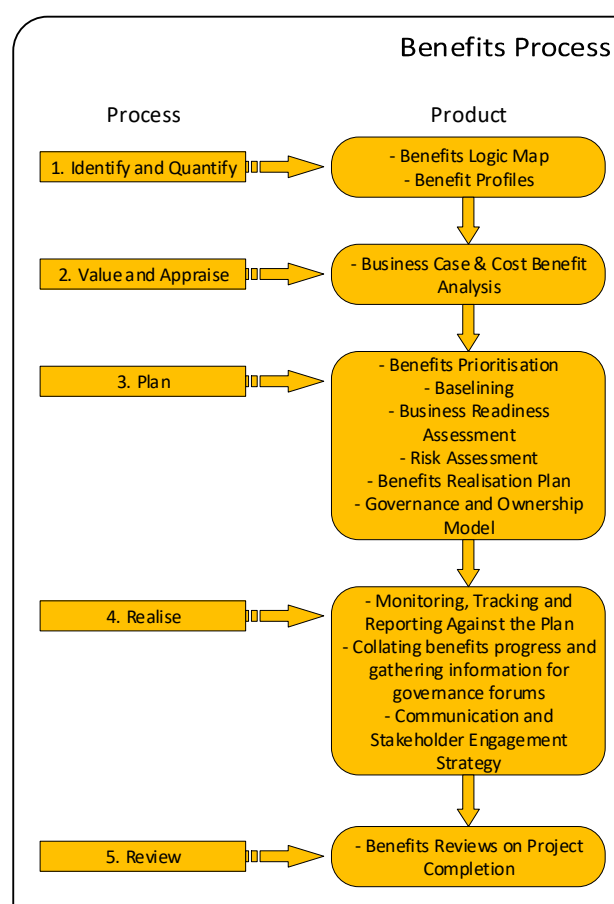 Benefits Process
Process
Product
1. Identify and Quantify
- Benefits Logic Map
- Benefit Profiles
2. Value and Appraise
- Business Case & Cost Benefit
Analysis
3. Plan
- Benefits Prioritisation
- Baselining
- Business Readiness
Assessment
- Risk Assessment
- Benefits Realisation Plan
- Governance and Ownership
Model
4. Realise
- Monitoring, Tracking and
Reporting Against the Plan
- Collating benefits progress and
gathering information for
governance forums
- Communication and
Stakeholder Engagement
Strategy
5. Review
- Benefits Reviews on Project
Completion